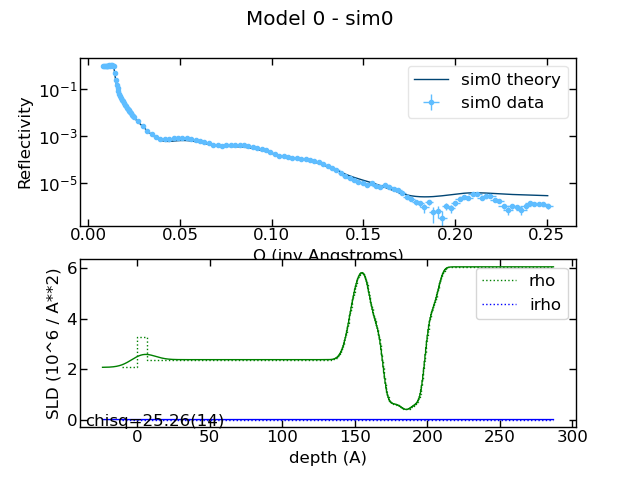 Model 0 - sim0
sim0 theory
sim0 data
Reflectivity
10⁻¹
10⁻³
10⁻⁵
0.00 0.05 0.10 0.15 0.20 0.25
Q (inv Angstroms)
rho
irho
SLD (10^6 / A**2)
6
4
2
0
chisq=25.26(14)
0 50 100 150 200 250 300
depth (A)